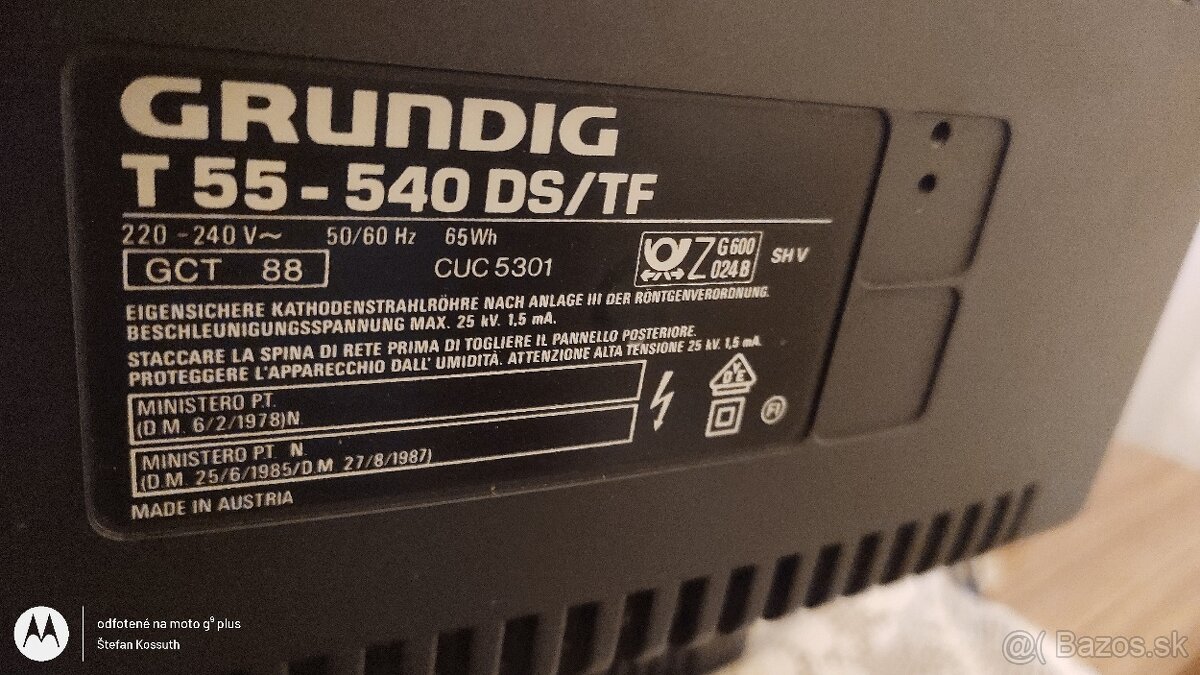 GRUNDIG
T 55-540 DS/TF
220-240 V~ 50/60 Hz 65Wh
GCT 88 CUC 5301
Z G 600 024 B SH V
EIGENSICHERE KATHODENSTRAHLRÖHRE NACH ANLAGE III DER RÖNTGENVERORDNUNG.
BESCHLEUNIGUNGSSPANNUNG MAX. 25 kV. 1,5 mA.
STACCARE LA SPINA DI RETE PRIMA DI TOGLIERE IL PANNELLO POSTERIORE.
PROTEGGERE L'APPARECCHIO DALL' UMIDITÀ. ATTENZIONE ALTA TENSIONE 25 kV. 1,5 mA.
MINISTERO P.T.
(D.M. 6/2/1978)N
VDE
FI
MINISTERO P.T. N.
(D.M. 25/6/1985/D.M. 27/8/1987)
MADE IN AUSTRIA
odfotené na moto g⁹ plus
Štefan Kossuth
@( Bazos.sk